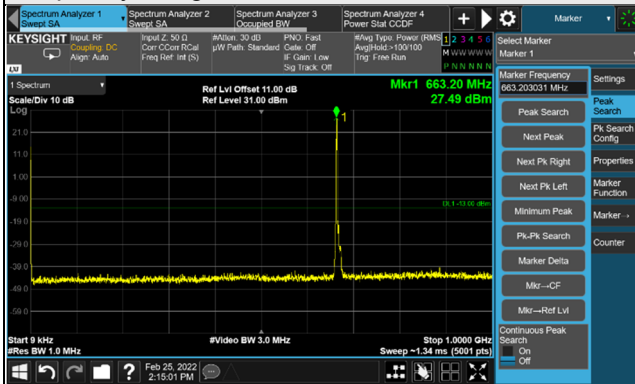 Spectrum Analyzer 1
Swept SA
Spectrum Analyzer 2
Swept SA
Spectrum Analyzer 3
Occupied BW
Spectrum Analyzer 4
Power Stat CCDF
Marker
KEYSIGHT
Input: RF
Coupling: DC
Align: Auto
Input Z: 50 Ω
Corr CCorr RCal
Freq Ref: Int (S)
#Atten: 30 dB
µW Path: Standard
PNO: Fast
Gate: Off
IF Gain: Low
Sig Track: Off
#Avg Type: Power (RMS
Avg|Hold:>100/100
Trig: Free Run
1 2 3 4 5 6
M W W W W W
P N N N N N
LU
1 Spectrum
Scale/Div 10 dB
Log
Ref Lvl Offset 11.00 dB
Ref Level 31.00 dBm
Mkr1 663.20 MHz
27.49 dBm
1
21.0
11.0
1.00
-9.00
-19.0
-29.0
-39.0
-49.0
-59.0
DL1 -13.00 dBm
Start 9 kHz
#Res BW 1.0 MHz
#Video BW 3.0 MHz
Stop 1.0000 GHz
Sweep ~1.34 ms (5001 pts)
Feb 25, 2022
2:15:01 PM
Select Marker
Marker 1
Marker Frequency
663.203031 MHz
Peak Search
Next Peak
Next Pk Right
Next Pk Left
Minimum Peak
Pk-Pk Search
Marker Delta
Mkr→CF
Mkr→Ref Lvl
Continuous Peak
Search
On
Off
Settings
Peak
Search
Pk Search
Config
Properties
Marker
Function
Marker→
Counter